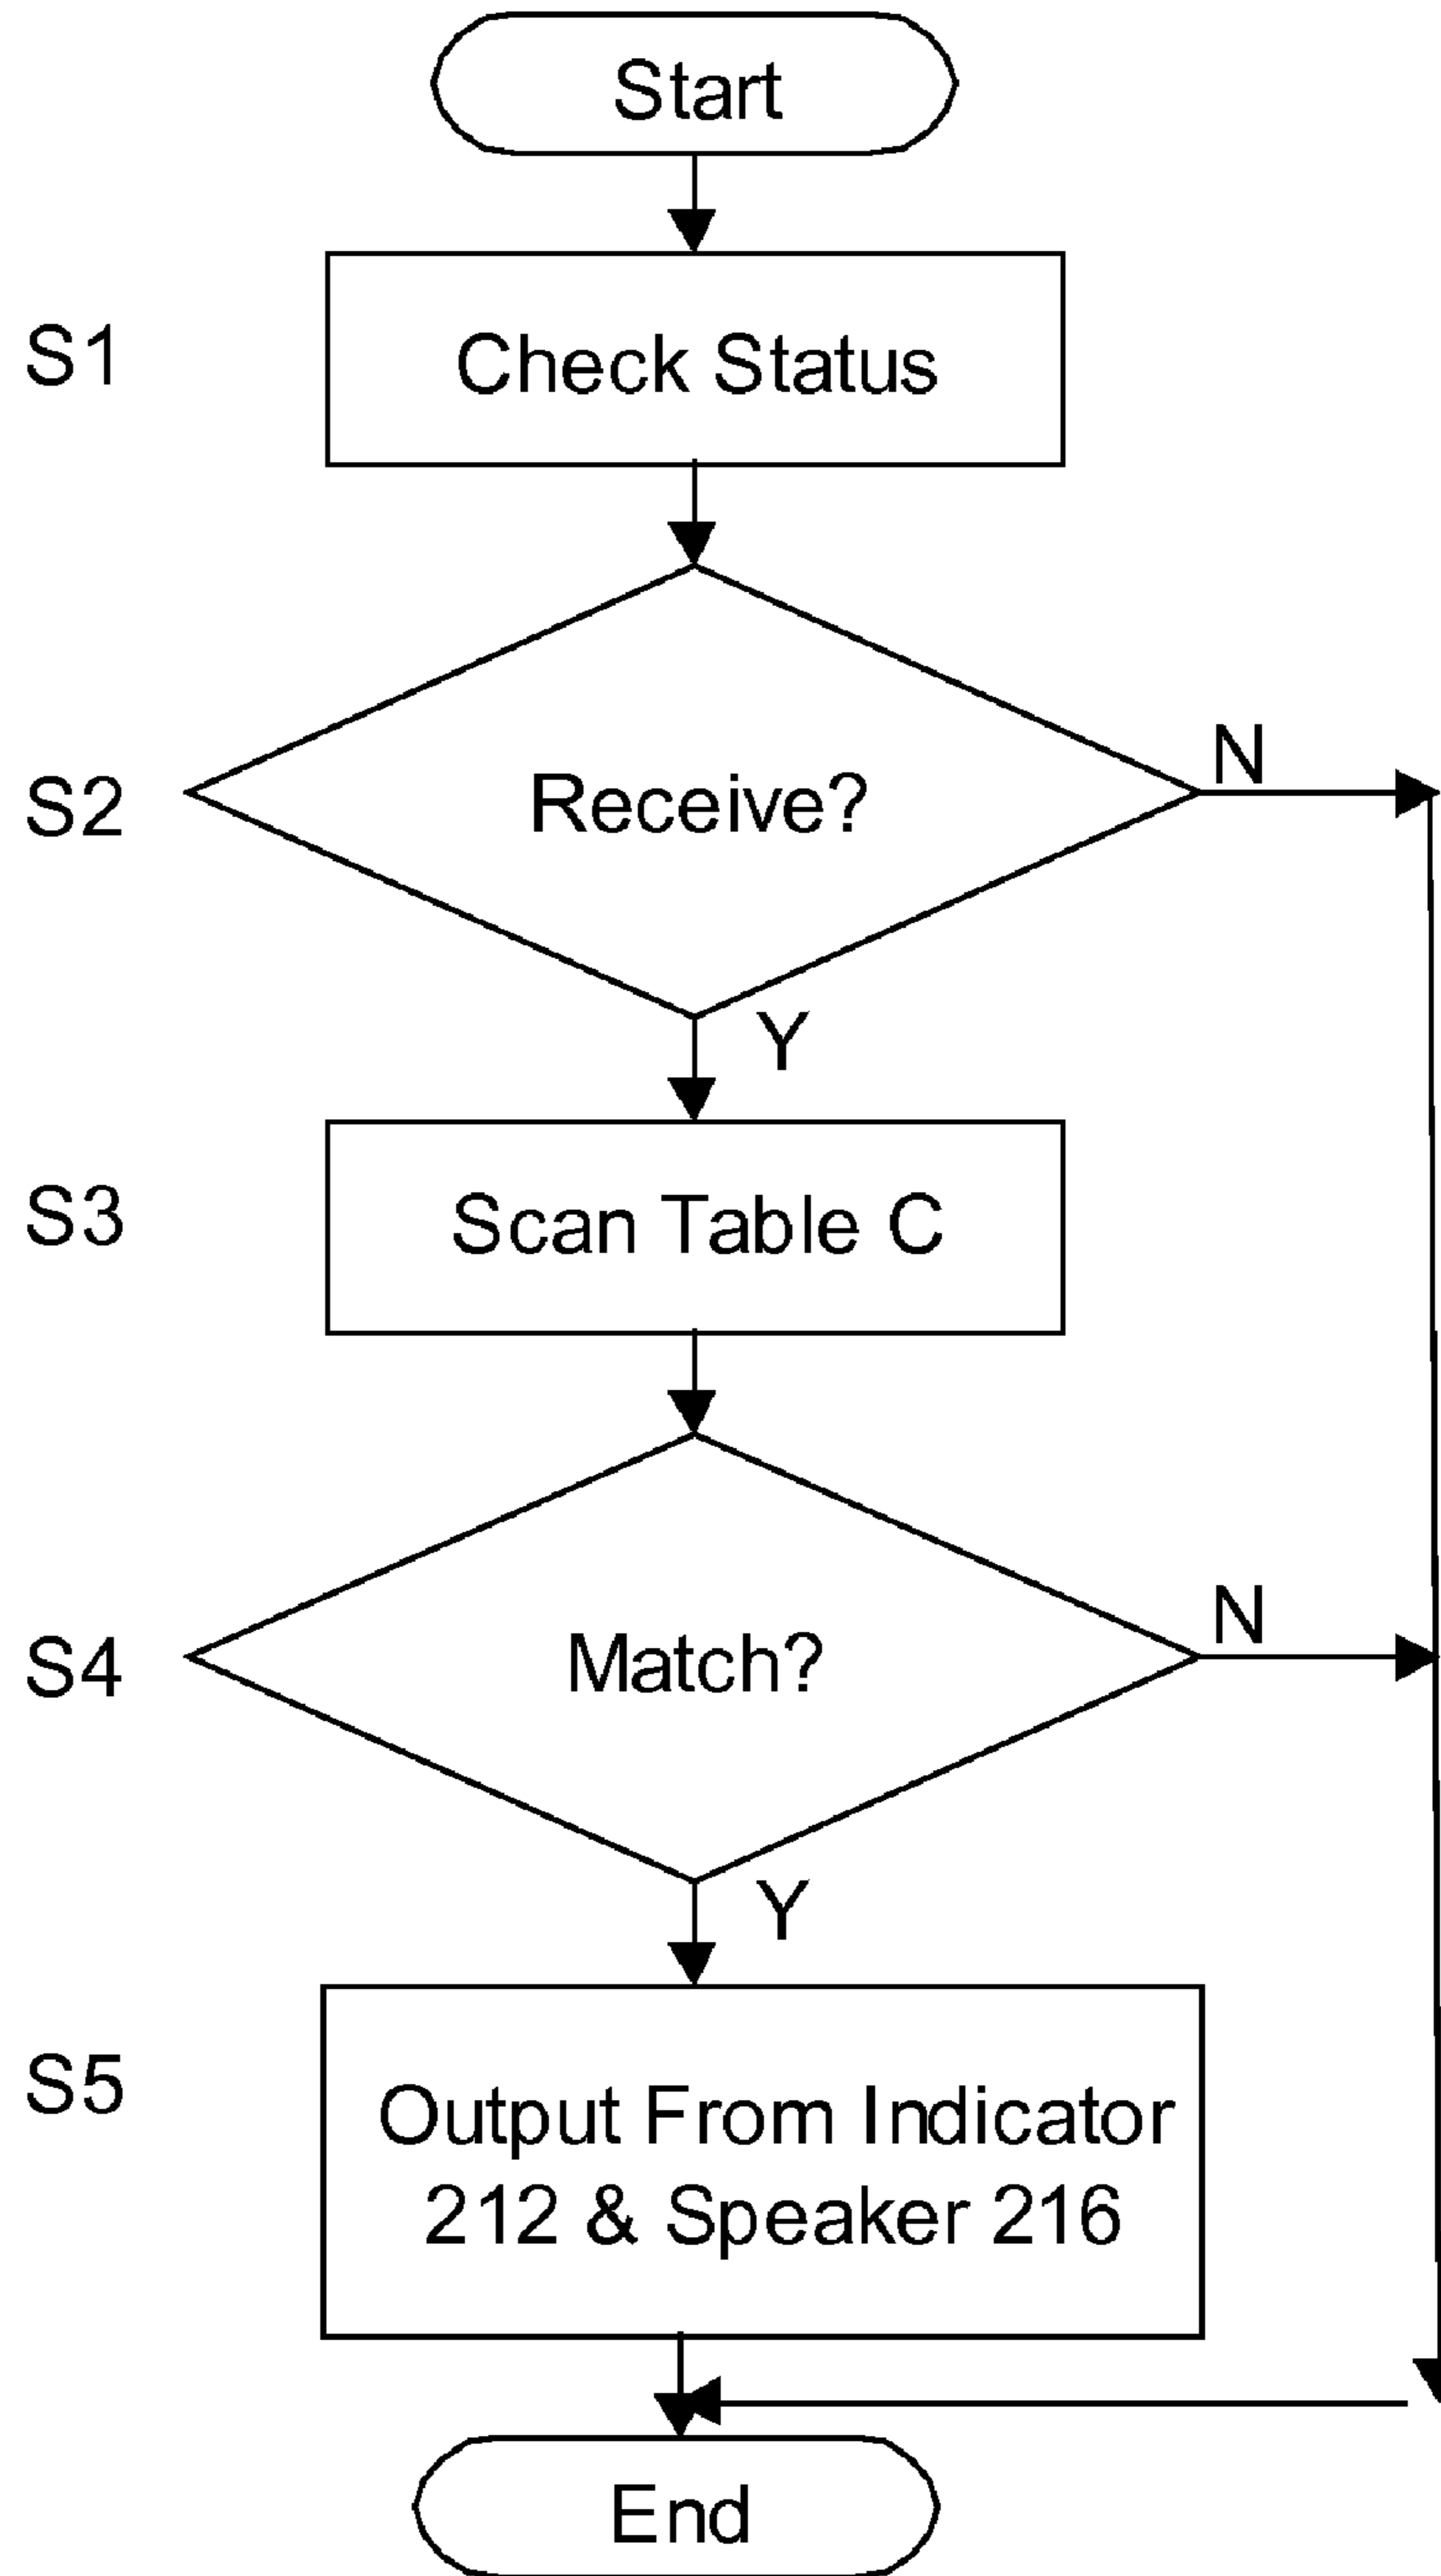 Start
S1
Check Status
S2
Receive?
N
Y
S3
Scan Table C
S4
Match?
N
Y
S5
Output From Indicator
212 & Speaker 216
End